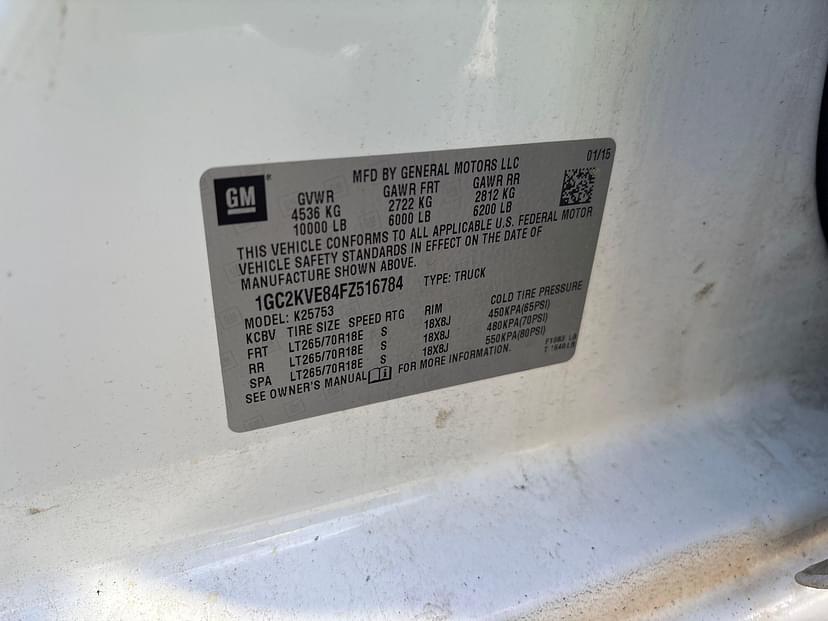 GM
MFD BY GENERAL MOTORS LLC 01/15
GVWR GAWR FRT GAWR RR
4536 KG 2722 KG 2812 KG
10000 LB 6000 LB 6200 LB
THIS VEHICLE CONFORMS TO ALL APPLICABLE U.S. FEDERAL MOTOR
VEHICLE SAFETY STANDARDS IN EFFECT ON THE DATE OF
MANUFACTURE SHOWN ABOVE.
1GC2KVE84FZ516784 TYPE: TRUCK
MODEL: K25753
KCBV TIRE SIZE SPEED RTG RIM COLD TIRE PRESSURE
FRT LT265/70R18E S 18X8J 450KPA(65PSI)
RR LT265/70R18E S 18X8J 480KPA(70PSI)
SPA LT265/70R18E S 18X8J 550KPA(80PSI)
SEE OWNER'S MANUAL FOR MORE INFORMATION.